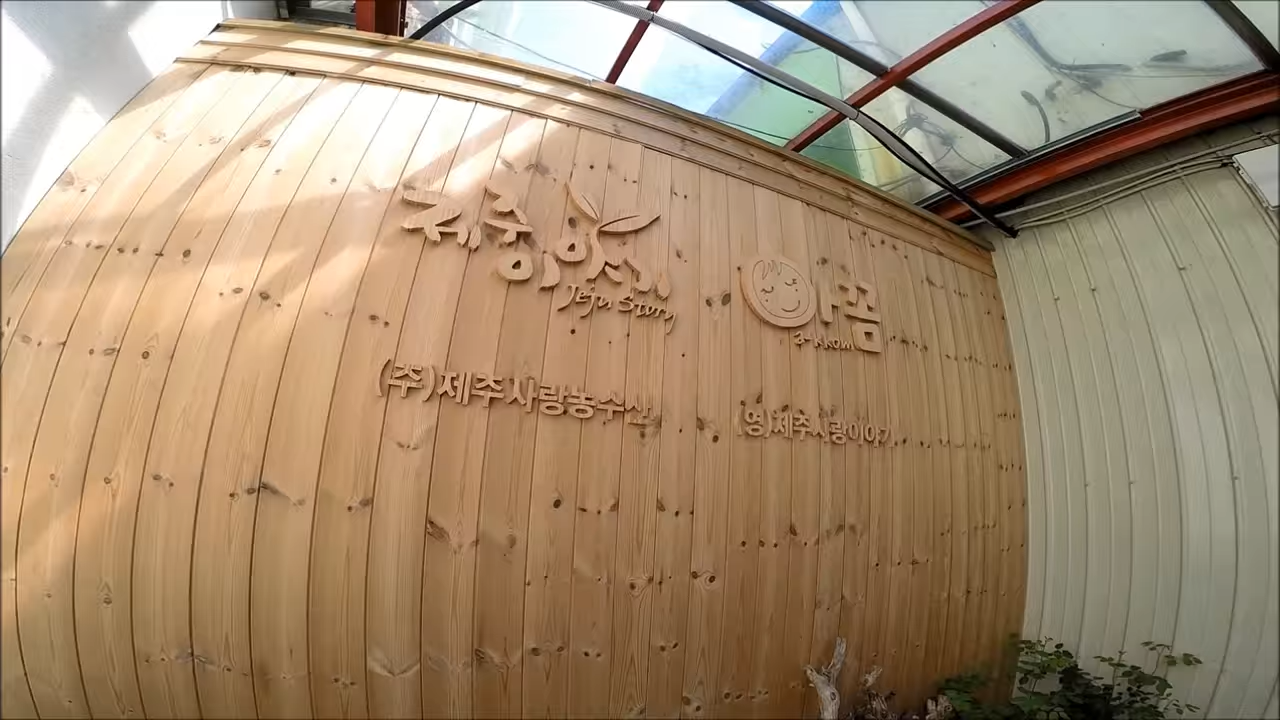 제주이야기
Jeju Story
아꼼
a-kkom
(주)제주사랑농수산
(영)제주사랑이야기